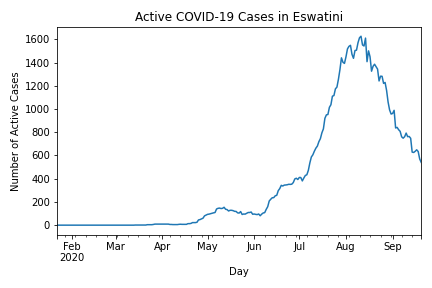 Active COVID-19 Cases in Eswatini
Number of Active Cases
1600
1400
1200
1000
800
600
400
200
0
Feb
2020
Mar
Apr
May
Jun
Jul
Aug
Sep
Day